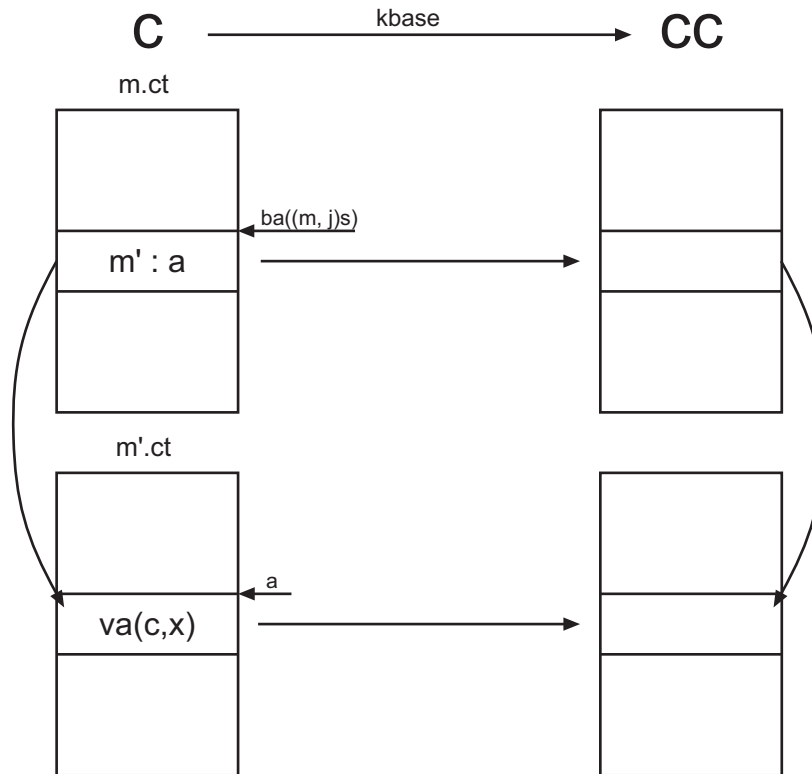 c kbase cc
m.ct
ba((m, j)s)
m' : a
m'.ct
a
va(c,x)